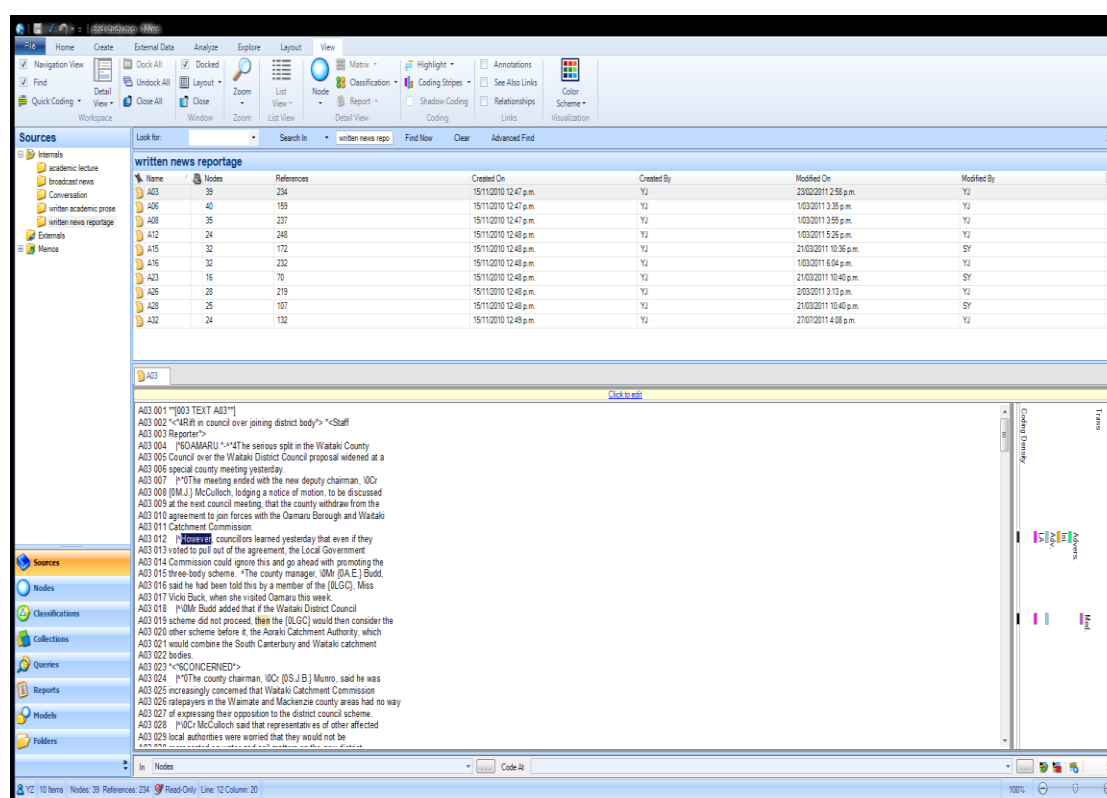 phd study.nvp - NVivo
File Home Create External Data Analyze Explore Layout View
Navigation View
Find
Quick Coding
Detail View
Workspace
Dock All
Undock All
Close All
Docked
Layout
Close
Window
Zoom
Zoom
List View
List View
Node
Matrix
Classification
Report
Detail View
Highlight
Coding Stripes
Shadow Coding
Coding
Annotations
See Also Links
Relationships
Links
Color Scheme
Visualization
Sources
Look for: Search In written news repo Find Now Clear Advanced Find
Internals
academic lecture
broadcast news
Conversation
written academic prose
written news reportage
Externals
Memos
written news reportage
Name Nodes References Created On Created By Modified On Modified By
A03 39 234 15/11/2010 12:47 p.m. YJ 23/02/2011 2:58 p.m. YJ
A06 40 159 15/11/2010 12:47 p.m. YJ 1/03/2011 3:35 p.m. YJ
A08 35 237 15/11/2010 12:47 p.m. YJ 1/03/2011 3:55 p.m. YJ
A12 24 248 15/11/2010 12:48 p.m. YJ 1/03/2011 5:26 p.m. YJ
A15 32 172 15/11/2010 12:48 p.m. YJ 21/03/2011 10:36 p.m. SY
A16 32 232 15/11/2010 12:48 p.m. YJ 1/03/2011 6:04 p.m. YJ
A23 16 70 15/11/2010 12:48 p.m. YJ 21/03/2011 10:40 p.m. SY
A26 28 219 15/11/2010 12:48 p.m. YJ 2/03/2011 3:13 p.m. YJ
A28 25 107 15/11/2010 12:48 p.m. YJ 21/03/2011 10:40 p.m. SY
A32 24 132 15/11/2010 12:49 p.m. YJ 27/07/2011 4:08 p.m. YJ
A03
Click to edit
A03 001 **[003 TEXT A03**]
A03 002 *<*4Rift in council over joining district body*> *<Staff
A03 003 Reporter*>
A03 004 |^*6OAMARU.*-^*4The serious split in the Waitaki County
A03 005 Council over the Waitaki District Council proposal widened at a
A03 006 special county meeting yesterday.
A03 007 |^*0The meeting ended with the new deputy chairman, \0Cr
A03 008 {0M.J.} McCulloch, lodging a notice of motion, to be discussed
A03 009 at the next council meeting, that the county withdraw from the
A03 010 agreement to join forces with the Oamaru Borough and Waitaki
A03 011 Catchment Commission.
A03 012 |^However, councillors learned yesterday that even if they
A03 013 voted to pull out of the agreement, the Local Government
A03 014 Commission could ignore this and go ahead with promoting the
A03 015 three-body scheme. ^The county manager, \0Mr {0A.E.} Budd,
A03 016 said he had been told this by a member of the {0LGC}, Miss
A03 017 Vicki Buck, when she visited Oamaru this week.
A03 018 |^\0Mr Budd added that if the Waitaki District Council
A03 019 scheme did not proceed, then the {0LGC} would then consider the
A03 020 other scheme before it, the Aoraki Catchment Authority, which
A03 021 would combine the South Canterbury and Waitaki catchment
A03 022 bodies.
A03 023 *<*6CONCERNED*>
A03 024 |^*0The county chairman, \0Cr {0S.J.B.} Munro, said he was
A03 025 increasingly concerned that Waitaki Catchment Commission
A03 026 ratepayers in the Waimate and Mackenzie county areas had no way
A03 027 of expressing their opposition to the district council scheme.
A03 028 |^\0Cr McCulloch said that representatives of other affected
A03 029 local authorities were worried that they would not be
Coding Density
LA
Adv.
Ini
Advers.
Trans
Med.
Sources
Nodes
Classifications
Collections
Queries
Reports
Models
Folders
In Nodes Code At
YZ 10 Items Nodes: 39 References: 234 Read-Only Line: 12 Column: 20 100%